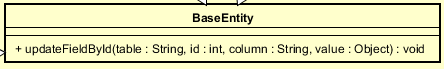 BaseEntity
+ updateFieldById(table : String, id : int, column : String, value : Object) : void